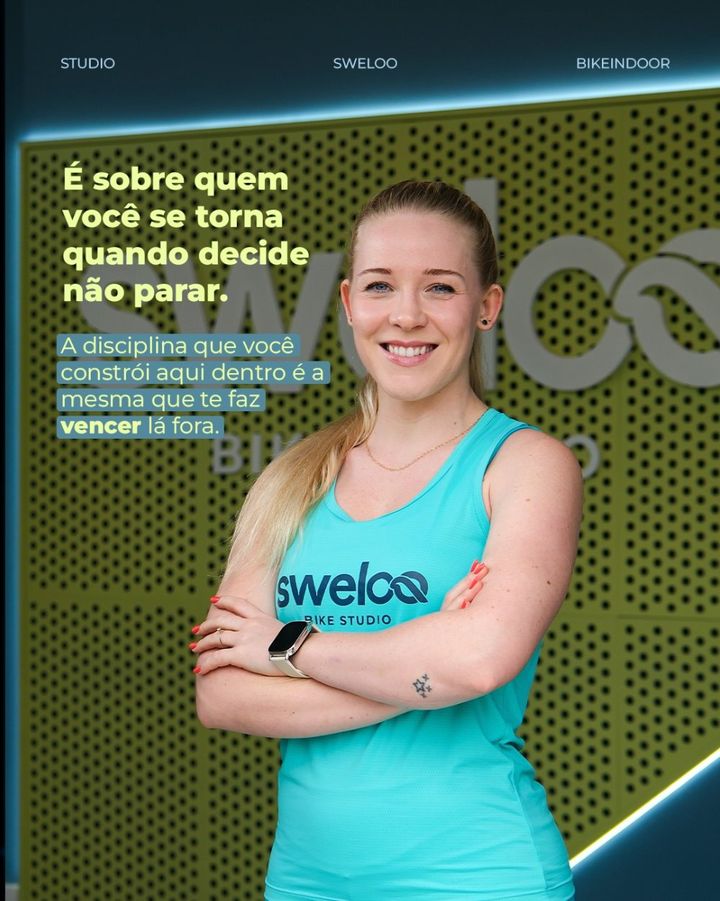 STUDIO SWELOO BIKEINDOOR
É sobre quem
você se torna
quando decide
não parar.
A disciplina que você
constrói aqui dentro é a
mesma que te faz
vencer lá fora.
sweloo
BIKE STUDIO